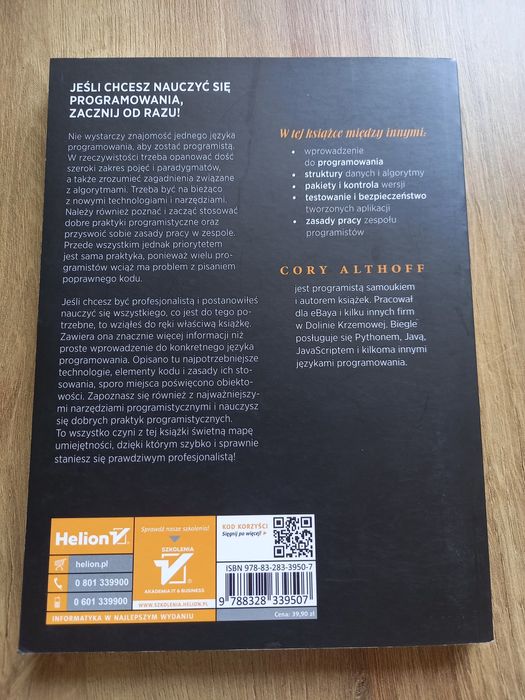 JEŚLI CHCESZ NAUCZYĆ SIĘ
PROGRAMOWANIA,
ZACZNIJ OD RAZU!
Nie wystarczy znajomość jednego języka
programowania, aby zostać programistą.
W rzeczywistości trzeba opanować dość
szeroki zakres pojęć i paradygmatów,
a także zrozumieć zagadnienia związane
z algorytmami. Trzeba być na bieżąco
z nowymi technologiami i narzędziami.
Należy również poznać i zacząć stosować
dobre praktyki programistyczne oraz
przyswoić sobie zasady pracy w zespole.
Przede wszystkim jednak priorytetem
jest sama praktyka, ponieważ wielu pro-
gramistów wciąż ma problem z pisaniem
poprawnego kodu.
Jeśli chcesz być profesjonalistą i postanowiłeś
nauczyć się wszystkiego, co jest do tego po-
trzebne, to wziąłeś do ręki właściwą książkę.
Zawiera ona znacznie więcej informacji niż
proste wprowadzenie do konkretnego języka
programowania. Opisano tu najpotrzebniejsze
technologie, elementy kodu i zasady ich sto-
sowania, sporo miejsca poświęcono obiekto-
wości. Zapoznasz się również z najważniejszy-
mi narzędziami programistycznymi i nauczysz
się dobrych praktyk programistycznych.
To wszystko czyni z tej książki świetną mapę
umiejętności, dzięki którym szybko i sprawnie
staniesz się prawdziwym profesjonalistą!
W tej książce między innymi:
• wprowadzenie
do programowania
• struktury danych i algorytmy
• pakiety i kontrola wersji
• testowanie i bezpieczeństwo
tworzonych aplikacji
• zasady pracy zespołu
programistów
CORY ALTHOFF
jest programistą samoukiem
i autorem książek. Pracował
dla eBaya i kilku innych firm
w Dolinie Krzemowej. Biegle
posługuje się Pythonem, Javą,
JavaScriptem i kilkoma innymi
językami programowania.
Helion
helion.pl
0 801 339900
0 601 339900
INFORMATYKA W NAJLEPSZYM WYDANIU
Sprawdź nasze szkolenia!
SZKOLENIA
AKADEMIA IT & BUSINESS
WWW.SZKOLENIA.HELION.PL
KOD KORZYŚCI
Sięgnij po więcej!
ISBN 978-83-283-3950-7
9 788328 339507
Cena: 39,90 zł